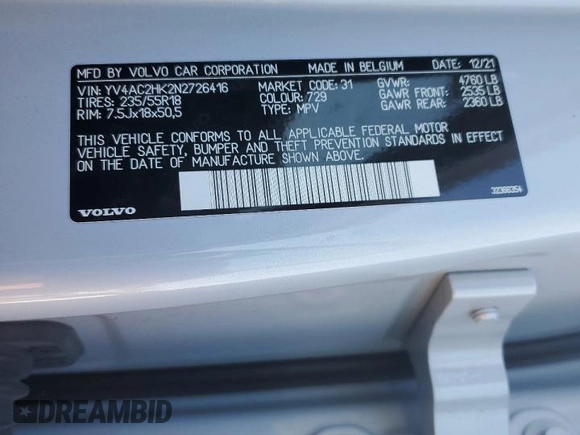 MFD BY VOLVO CAR CORPORATION MADE IN BELGIUM DATE: 12/21
VIN: YV4AC2HK2N2726416 MARKET CODE: 31 GVWR: 4760 LB
TIRES: 235/55R18 COLOUR: 729 GAWR FRONT: 2535 LB
RIM: 7.5Jx18x50,5 TYPE: MPV GAWR REAR: 2360 LB
THIS VEHICLE CONFORMS TO ALL APPLICABLE FEDERAL MOTOR
VEHICLE SAFETY, BUMPER AND THEFT PREVENTION STANDARDS IN EFFECT
ON THE DATE OF MANUFACTURE SHOWN ABOVE.
VOLVO 32366354
DREAMBID